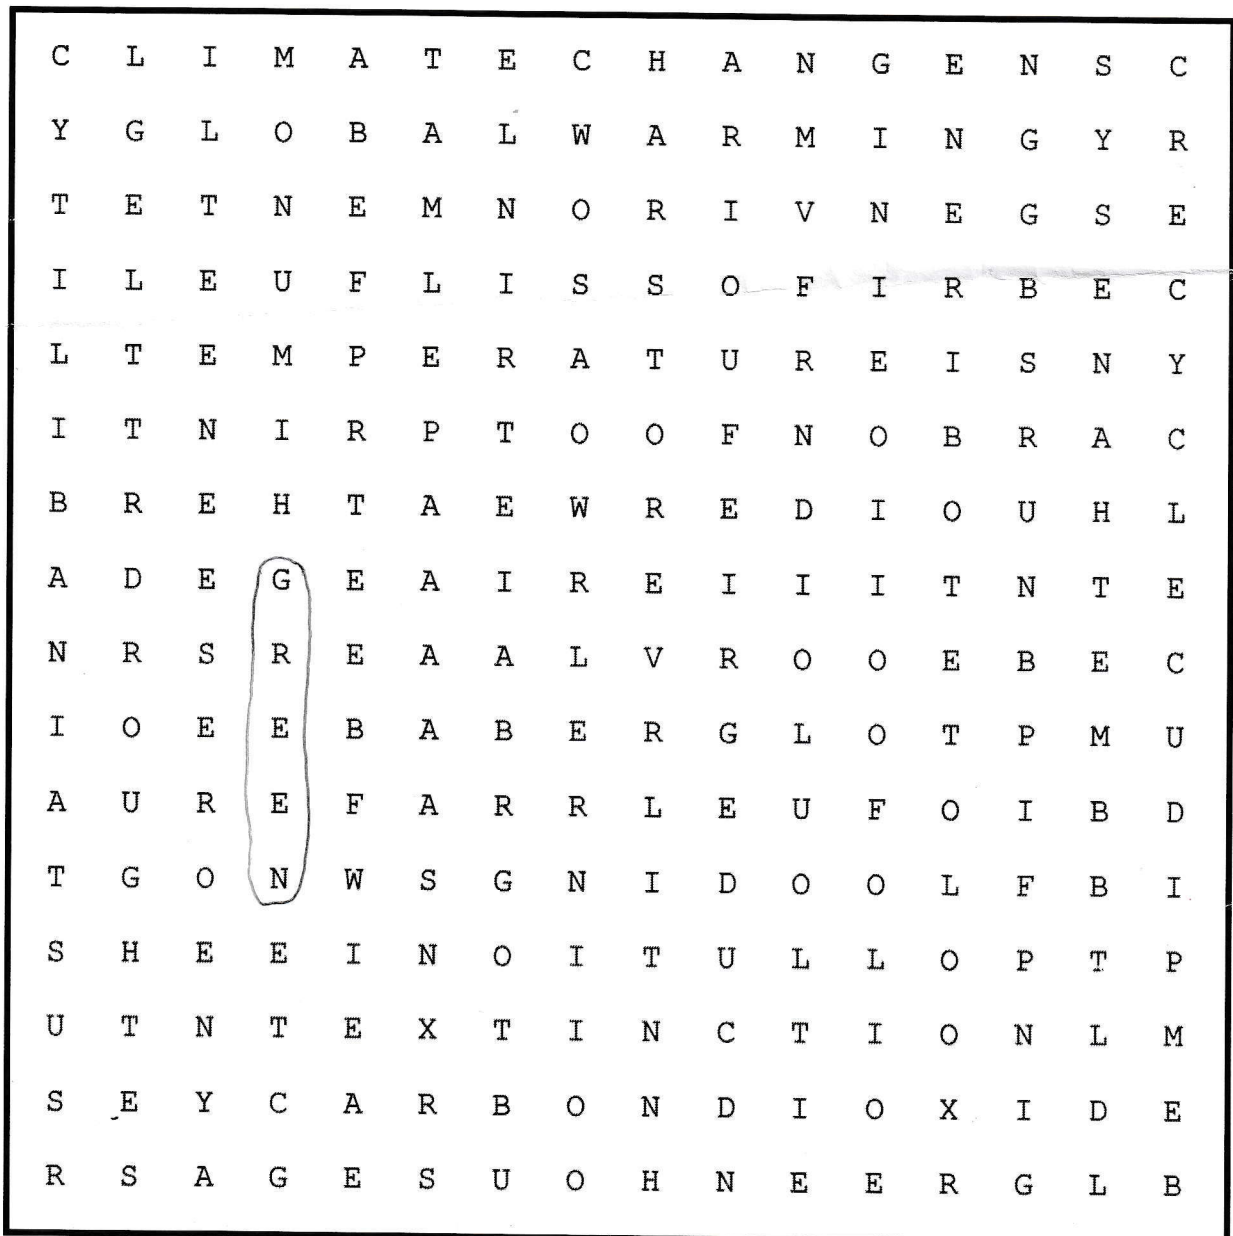 C L I M A T E C H A N G E N S C
Y G L O B A L W A R M I N G Y R
T E T N E M N O R I V N E G S E
I L E U F L I S S O F I R B E C
L T E M P E R A T U R E I S N Y
I T N I R P T O O F N O B R A C
B R E H T A E W R E D I O U H L
A D E G E A I R E I I I T N T E
N R S R E A A L V R O O E B E C
I O E E B A B E R G L O T P M U
A U R E F A R R L E U F O I B D
T G O N W S G N I D O O L F B I
S H E E I N O I T U L L O P T P
U T N T E X T I N C T I O N L M
S E Y C A R B O N D I O X I D E
R S A G E S U O H N E E R G L B